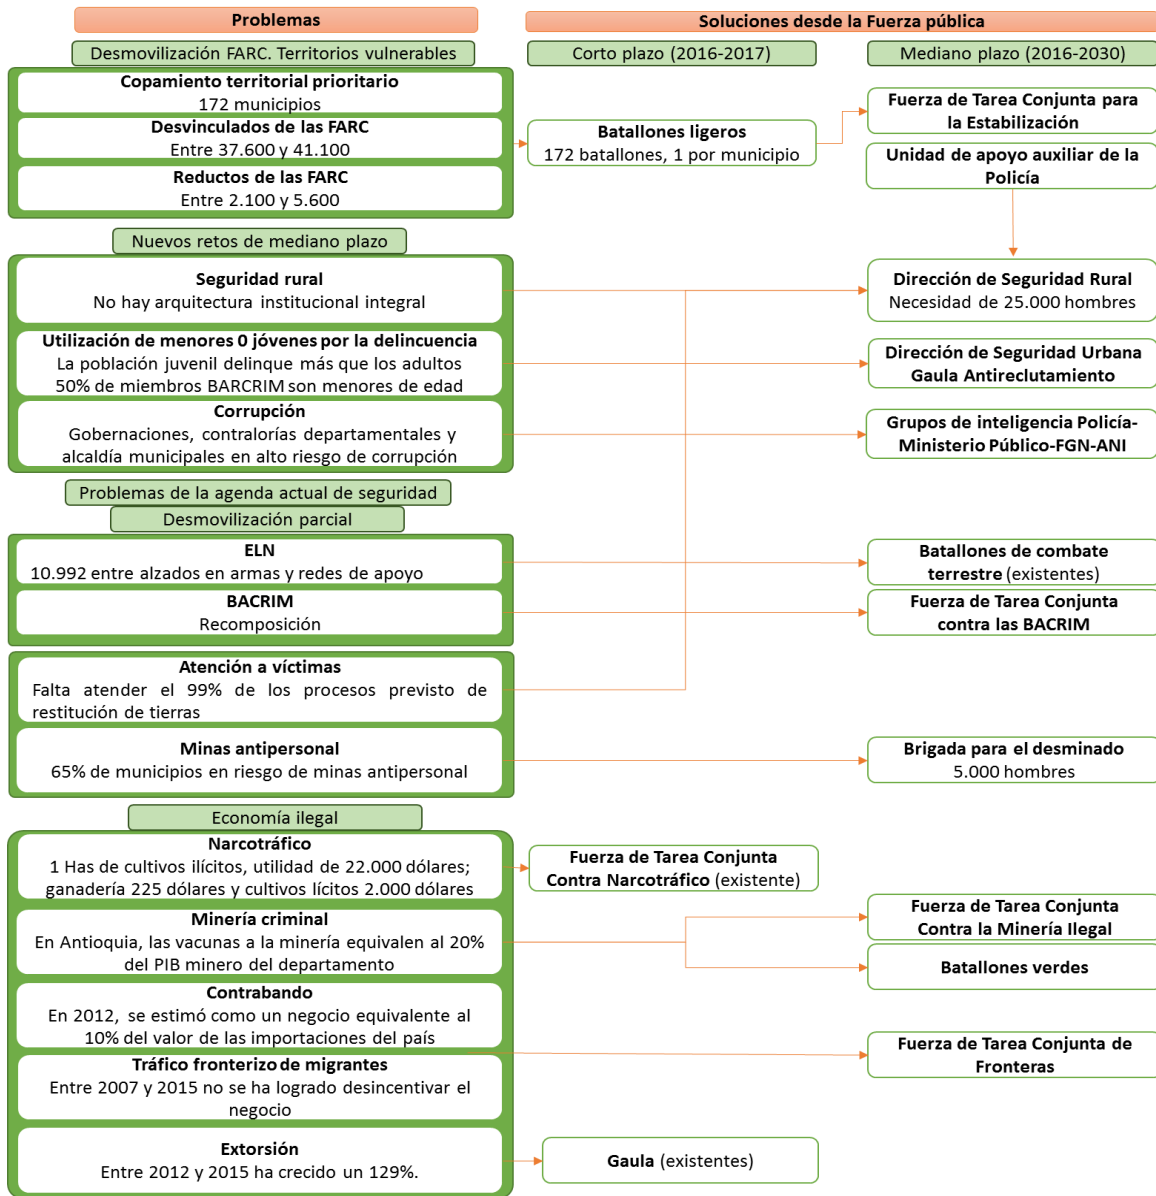 Problemas
Soluciones desde la Fuerza pública
Desmovilización FARC. Territorios vulnerables
Corto plazo (2016-2017)
Mediano plazo (2016-2030)
Copamiento territorial prioritario
172 municipios
Desvinculados de las FARC
Entre 37.600 y 41.100
Reductos de las FARC
Entre 2.100 y 5.600
Batallones ligeros
172 batallones, 1 por municipio
Fuerza de Tarea Conjunta para
la Estabilización
Unidad de apoyo auxiliar de la
Policía
Nuevos retos de mediano plazo
Seguridad rural
No hay arquitectura institucional integral
Dirección de Seguridad Rural
Necesidad de 25.000 hombres
Utilización de menores 0 jóvenes por la delincuencia
La población juvenil delinque más que los adultos
50% de miembros BARCRIM son menores de edad
Dirección de Seguridad Urbana
Gaula Antireclutamiento
Corrupción
Gobernaciones, contralorías departamentales y
alcaldía municipales en alto riesgo de corrupción
Grupos de inteligencia Policía-
Ministerio Público-FGN-ANI
Problemas de la agenda actual de seguridad
Desmovilización parcial
ELN
10.992 entre alzados en armas y redes de apoyo
Batallones de combate
terrestre (existentes)
BACRIM
Recomposición
Fuerza de Tarea Conjunta
contra las BACRIM
Atención a víctimas
Falta atender el 99% de los procesos previsto de
restitución de tierras
Minas antipersonal
65% de municipios en riesgo de minas antipersonal
Brigada para el desminado
5.000 hombres
Economía ilegal
Narcotráfico
1 Has de cultivos ilícitos, utilidad de 22.000 dólares;
ganadería 225 dólares y cultivos lícitos 2.000 dólares
Fuerza de Tarea Conjunta
Contra Narcotráfico (existente)
Minería criminal
En Antioquia, las vacunas a la minería equivalen al 20%
del PIB minero del departamento
Fuerza de Tarea Conjunta
Contra la Minería Ilegal
Batallones verdes
Contrabando
En 2012, se estimó como un negocio equivalente al
10% del valor de las importaciones del país
Tráfico fronterizo de migrantes
Entre 2007 y 2015 no se ha logrado desincentivar el
negocio
Fuerza de Tarea Conjunta de
Fronteras
Extorsión
Entre 2012 y 2015 ha crecido un 129%.
Gaula (existentes)